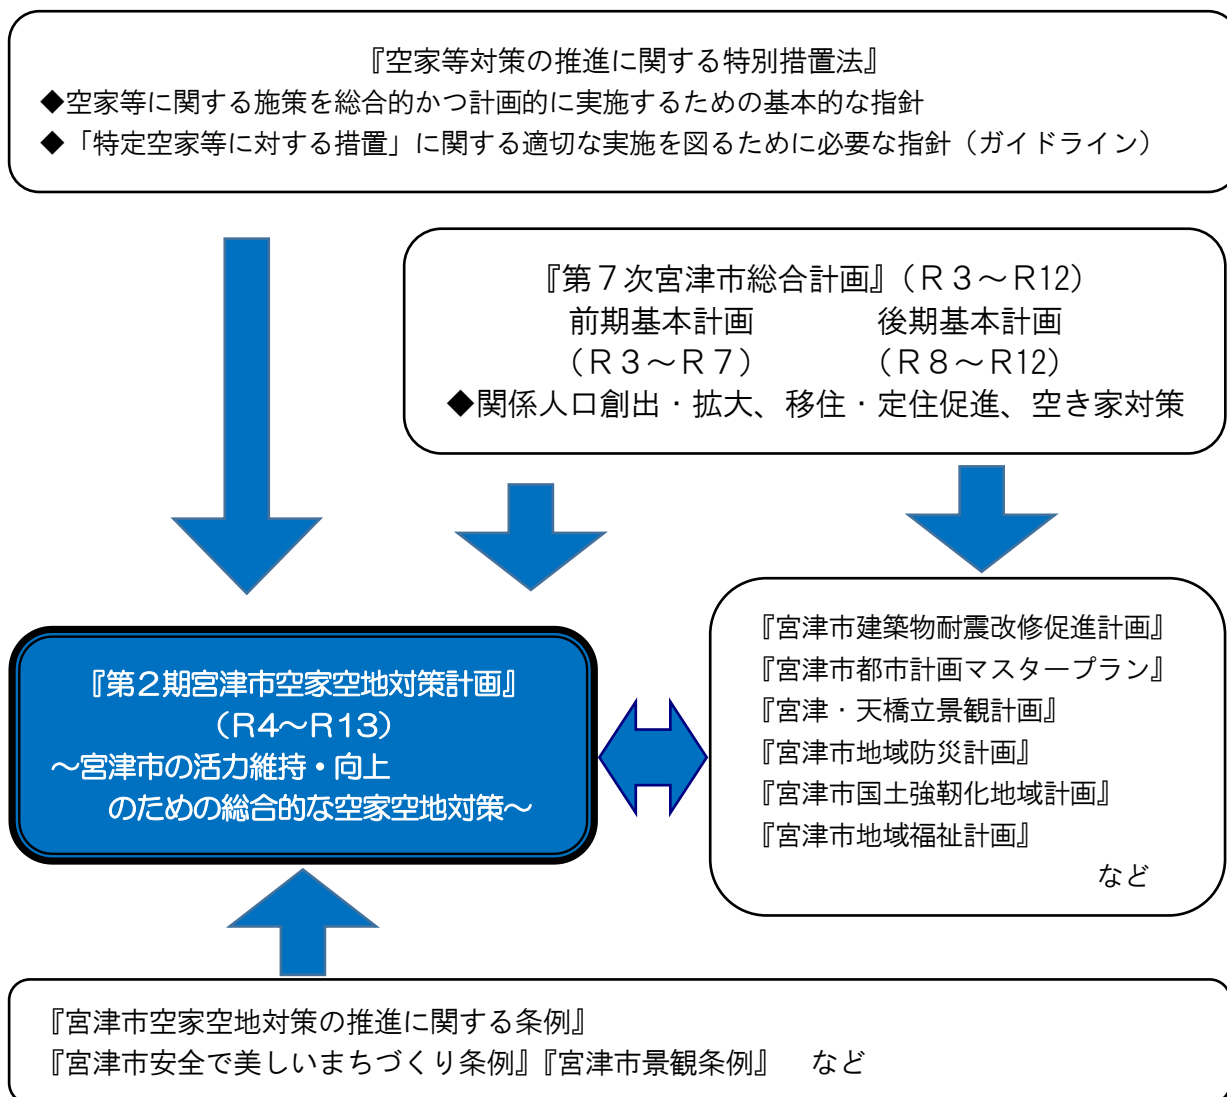 『空家等対策の推進に関する特別措置法』
◆空家等に関する施策を総合的かつ計画的に実施するための基本的な指針
◆「特定空家等に対する措置」に関する適切な実施を図るために必要な指針（ガイドライン）
『第７次宮津市総合計画』（Ｒ３～Ｒ12）
前期基本計画　　　　後期基本計画
（Ｒ３～Ｒ７）　　　（Ｒ８～Ｒ12）
◆関係人口創出・拡大、移住・定住促進、空き家対策
『第２期宮津市空家空地対策計画』
（R4～R13）
～宮津市の活力維持・向上
のための総合的な空家空地対策～
『宮津市建築物耐震改修促進計画』
『宮津市都市計画マスタープラン』
『宮津・天橋立景観計画』
『宮津市地域防災計画』
『宮津市国土強靭化地域計画』
『宮津市地域福祉計画』
など
『宮津市空家空地対策の推進に関する条例』
『宮津市安全で美しいまちづくり条例』『宮津市景観条例』　など